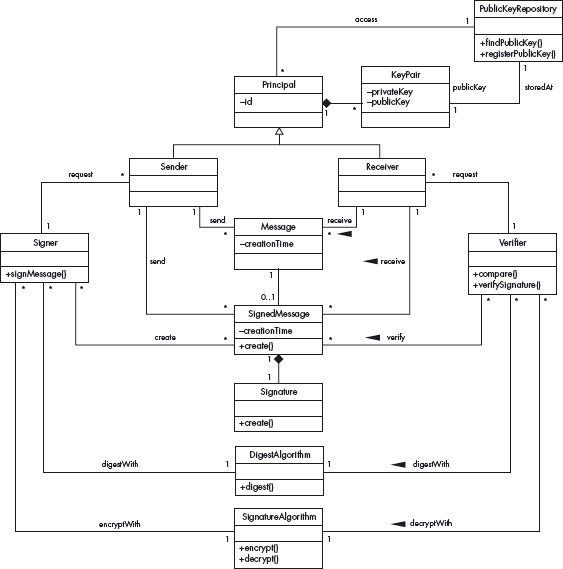 PublicKeyRepository
+findPublicKey()
+registerPublicKey()
access
1
*
1
Principal
–id
1
*
KeyPair
–privateKey
–publicKey
publicKey
1
storedAt
Sender
Receiver
request
*
*
request
1
1
send
1
1
receive
1
1
Signer
+signMessage()
*
*
*
send
*
Message
–creationTime
*
receive
Verifier
+compare()
+verifySignature()
*
*
*
1
0..1
*
SignedMessage
–creationTime
+create()
*
create
*
*
verify
1
1
Signature
+create()
digestWith
1
DigestAlgorithm
+digest()
1
digestWith
encryptWith
1
SignatureAlgorithm
+encrypt()
+decrypt()
1
decryptWith